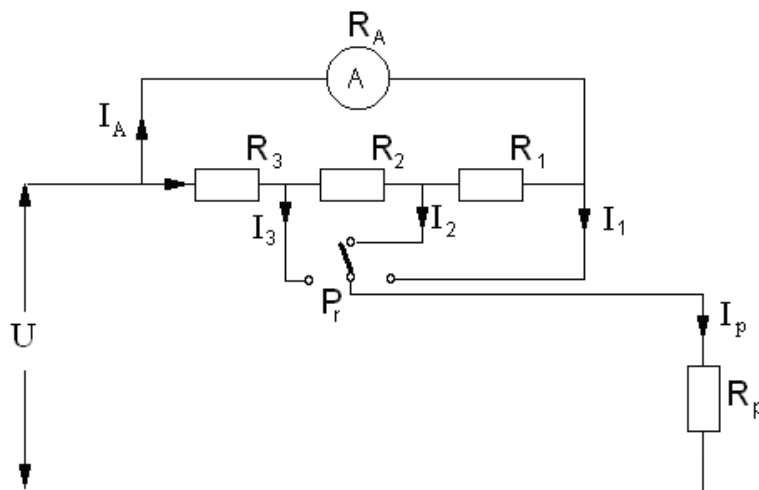 R_A
A
I_A
R_3 R_2 R_1
I_3 I_2 I_1
P_r
U
I_p
R_p